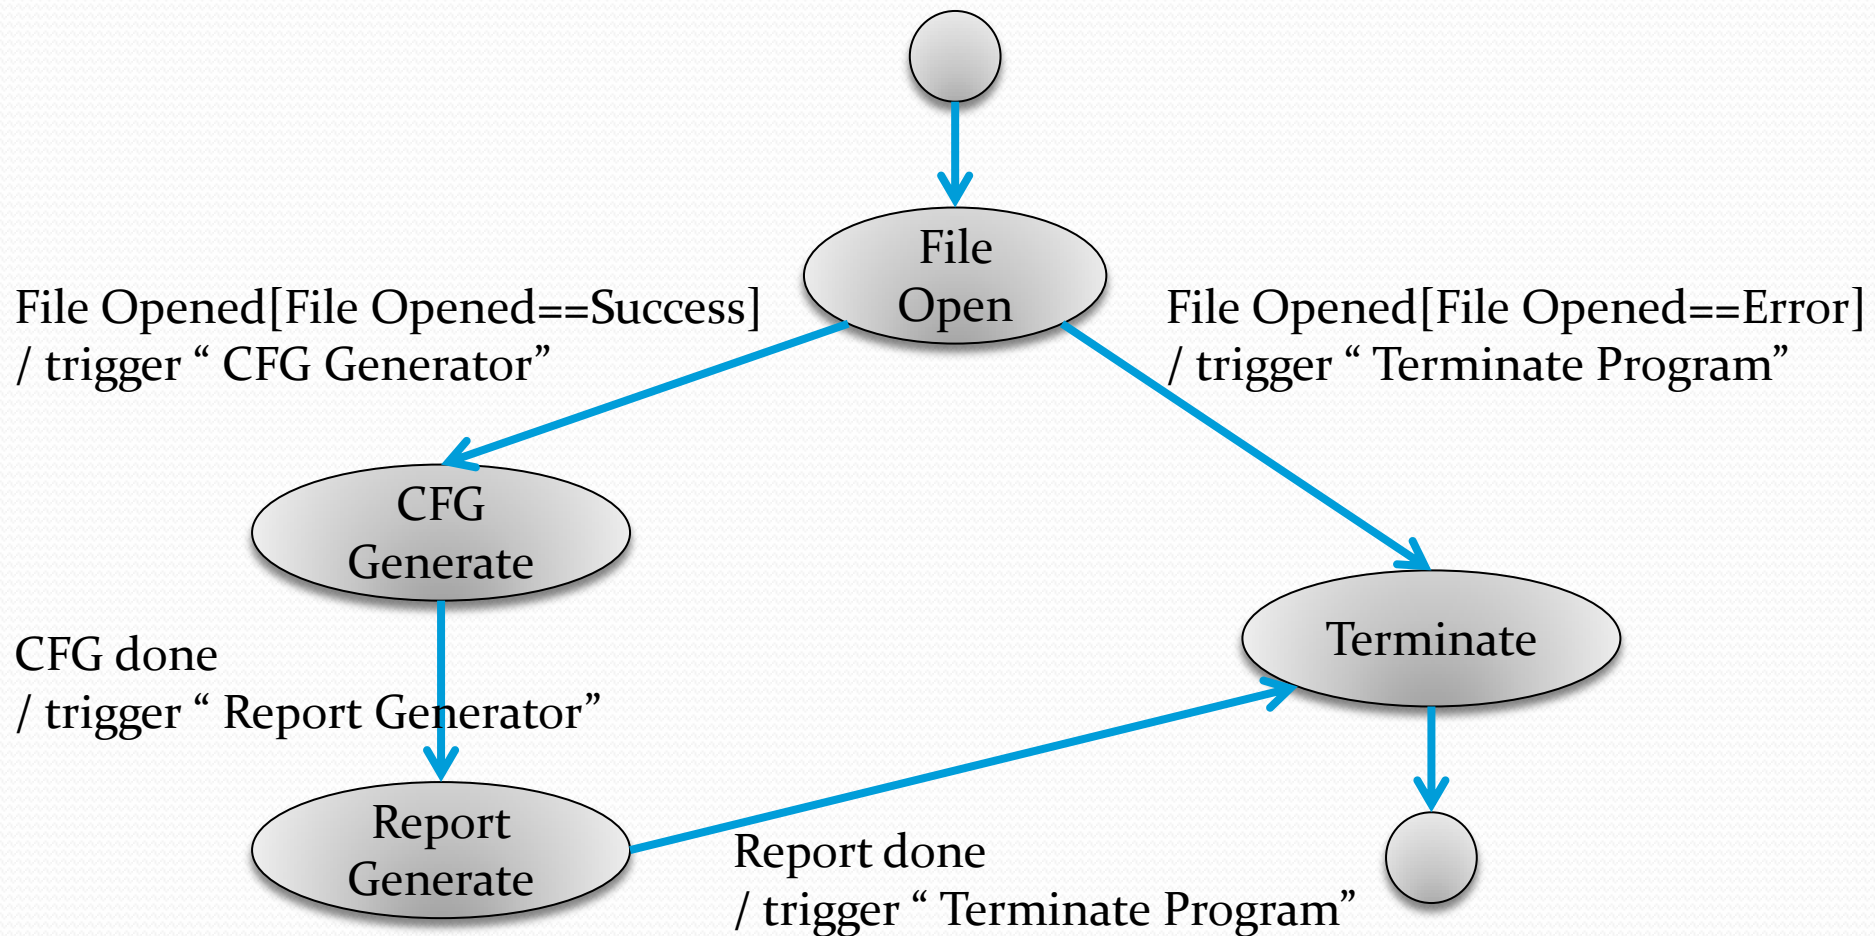 File
Open
File Opened[File Opened==Success]
/ trigger “ CFG Generator”
File Opened[File Opened==Error]
/ trigger “ Terminate Program”
CFG
Generate
Terminate
CFG done
/ trigger “ Report Generator”
Report
Generate
Report done
/ trigger “ Terminate Program”